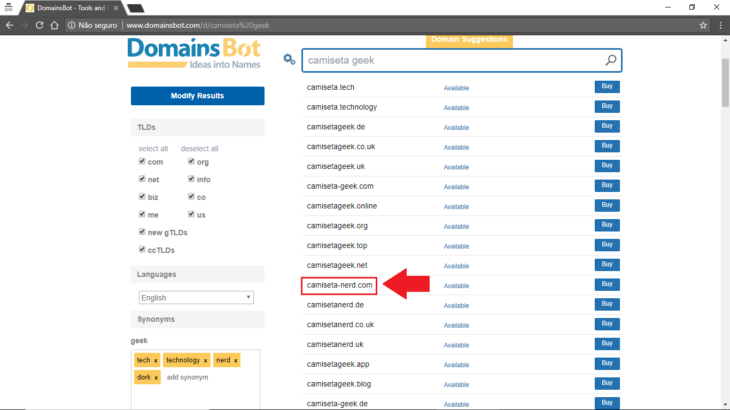 DomainsBot - Tools and
Não seguro | www.domainsbot.com/d/camiseta%20geek
DomainsBot
Ideas into Names
Modify Results
TLDs
select all deselect all
com org
net info
biz co
me us
new gTLDs
ccTLDs
Languages
English
Synonyms
geek
tech x technology x nerd x
dork x add synonym
Domain Suggestions
camiseta geek
camiseta.tech Available Buy
camiseta.technology Available Buy
camisetageek.de Available Buy
camisetageek.co.uk Available Buy
camisetageek.uk Available Buy
camiseta-geek.com Available Buy
camisetageek.online Available Buy
camisetageek.org Available Buy
camisetageek.top Available Buy
camisetageek.net Available Buy
camiseta-nerd.com Available Buy
camisetanerd.de Available Buy
camisetanerd.co.uk Available Buy
camisetanerd.uk Available Buy
camisetageek.app Available Buy
camisetageek.blog Available Buy
camiseta-geek.de Available Buy